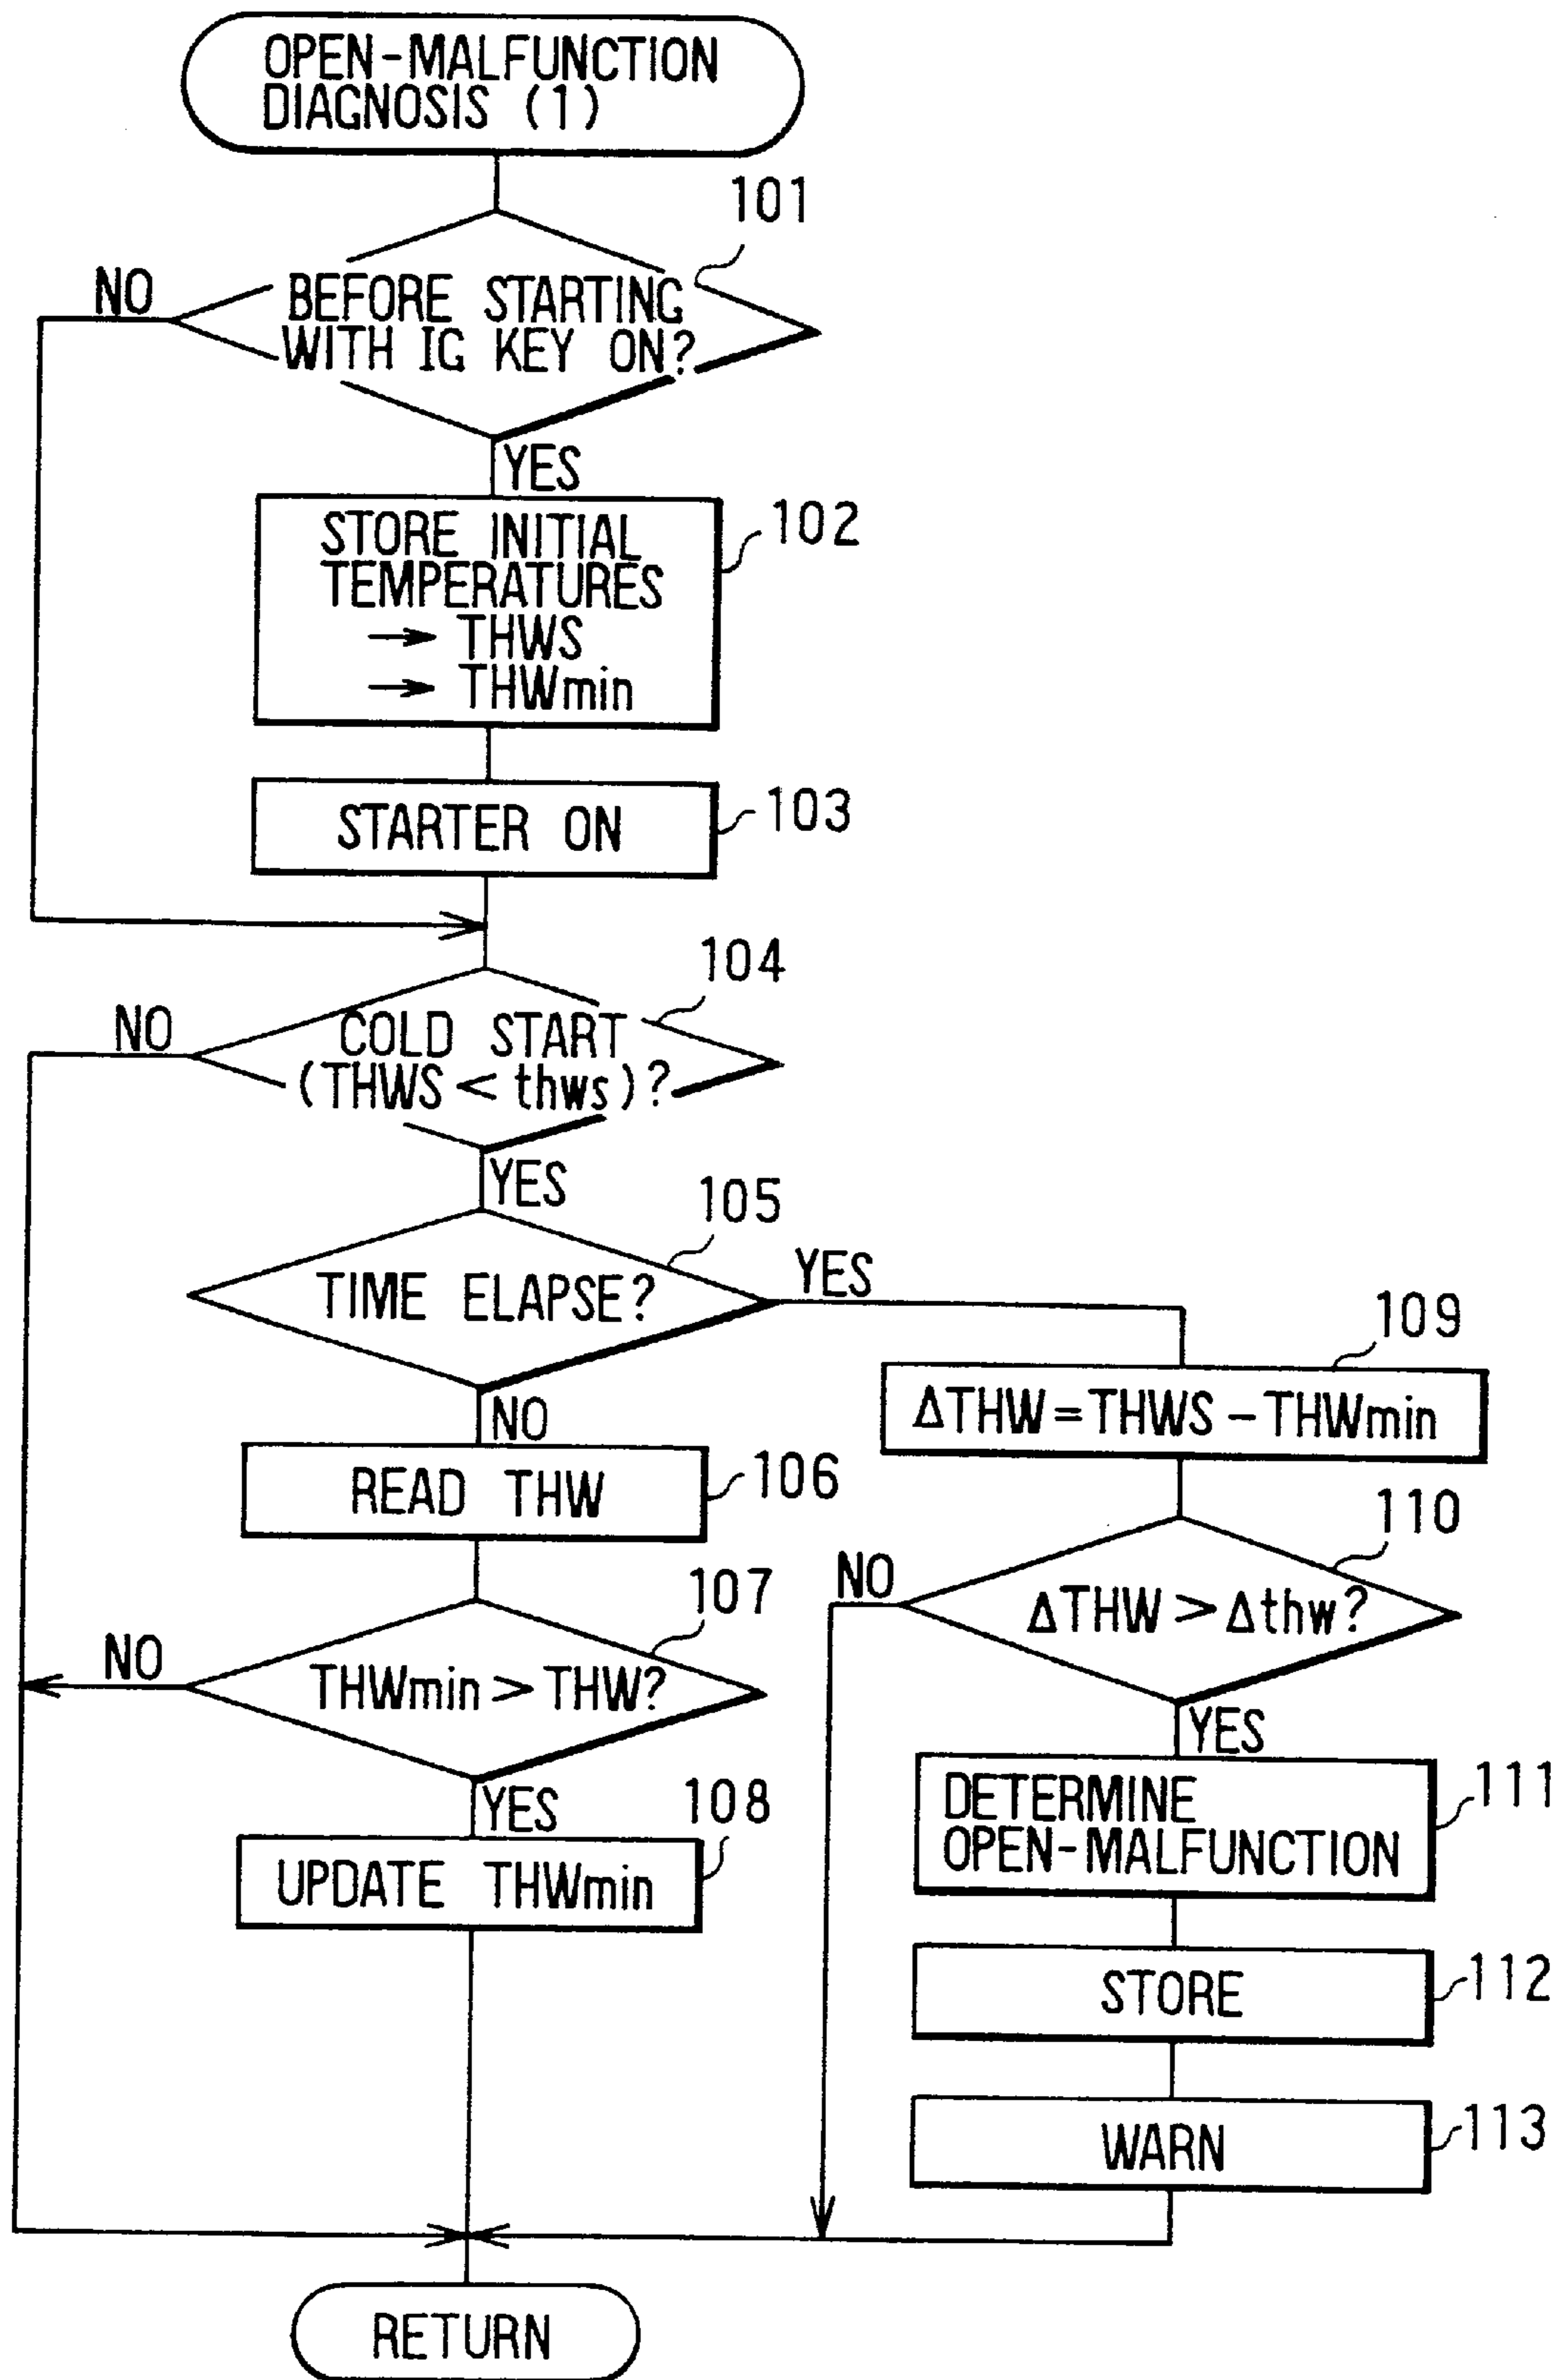 OPEN-MALFUNCTION
DIAGNOSIS (1)
101
NO
BEFORE STARTING
WITH IG KEY ON?
YES
102
STORE INITIAL
TEMPERATURES
→ THWS
→ THWmin
103
STARTER ON
104
NO
COLD START
(THWS < thws)?
YES
105
TIME ELAPSE?
YES
109
ΔTHW = THWS - THWmin
NO
READ THW
106
110
NO
ΔTHW > Δthw?
107
NO
THWmin > THW?
YES
YES
108
111
DETERMINE
OPEN-MALFUNCTION
UPDATE THWmin
STORE
112
WARN
113
RETURN